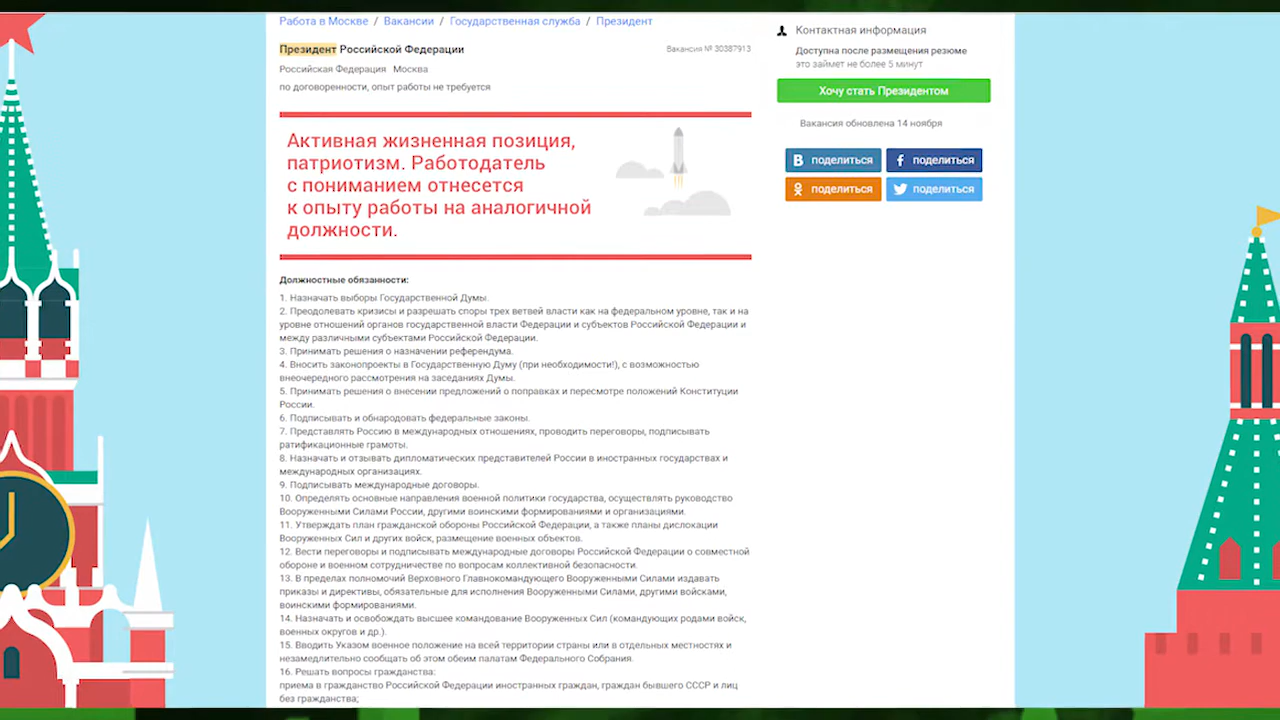 Работа в Москве / Вакансии / Государственная служба / Президент
Президент Российской Федерации
Вакансия № 30387913
Российская Федерация Москва
по договоренности, опыт работы не требуется
Активная жизненная позиция,
патриотизм. Работодатель
с пониманием отнесется
к опыту работы на аналогичной
должности.
Должностные обязанности:
1. Назначать выборы Государственной Думы.
2. Преодолевать кризисы и разрешать споры трех ветвей власти как на федеральном уровне, так и на
уровне отношений органов государственной власти Федерации и субъектов Российской Федерации и
между различными субъектами Российской Федерации.
3. Принимать решения о назначении референдума.
4. Вносить законопроекты в Государственную Думу (при необходимости!), с возможностью
внеочередного рассмотрения на заседаниях Думы.
5. Принимать решения о внесении предложений о поправках и пересмотре положений Конституции
России.
6. Подписывать и обнародовать федеральные законы.
7. Представлять Россию в международных отношениях, проводить переговоры, подписывать
ратификационные грамоты.
8. Назначать и отзывать дипломатических представителей России в иностранных государствах и
международных организациях.
9. Подписывать международные договоры.
10. Определять основные направления военной политики государства, осуществлять руководство
Вооруженными Силами России, другими воинскими формированиями и организациями.
11. Утверждать план гражданской обороны Российской Федерации, а также планы дислокации
Вооруженных Сил и других войск, размещение военных объектов.
12. Вести переговоры и подписывать международные договоры Российской Федерации о совместной
обороне и военном сотрудничестве по вопросам коллективной безопасности.
13. В пределах полномочий Верховного Главнокомандующего Вооруженными Силами издавать
приказы и директивы, обязательные для исполнения Вооруженными Силами, другими войсками,
воинскими формированиями.
14. Назначать и освобождать высшее командование Вооруженных Сил (командующих родами войск,
военных округов и др.).
15. Вводить Указом военное положение на всей территории страны или в отдельных местностях и
незамедлительно сообщать об этом обеим палатам Федерального Собрания.
16. Решать вопросы гражданства:
приема в гражданство Российской Федерации иностранных граждан, граждан бывшего СССР и лиц
без гражданства;
Контактная информация
Доступна после размещения резюме
это займет не более 5 минут
Хочу стать Президентом
Вакансия обновлена 14 ноября
В поделиться
f поделиться
поделиться
поделиться